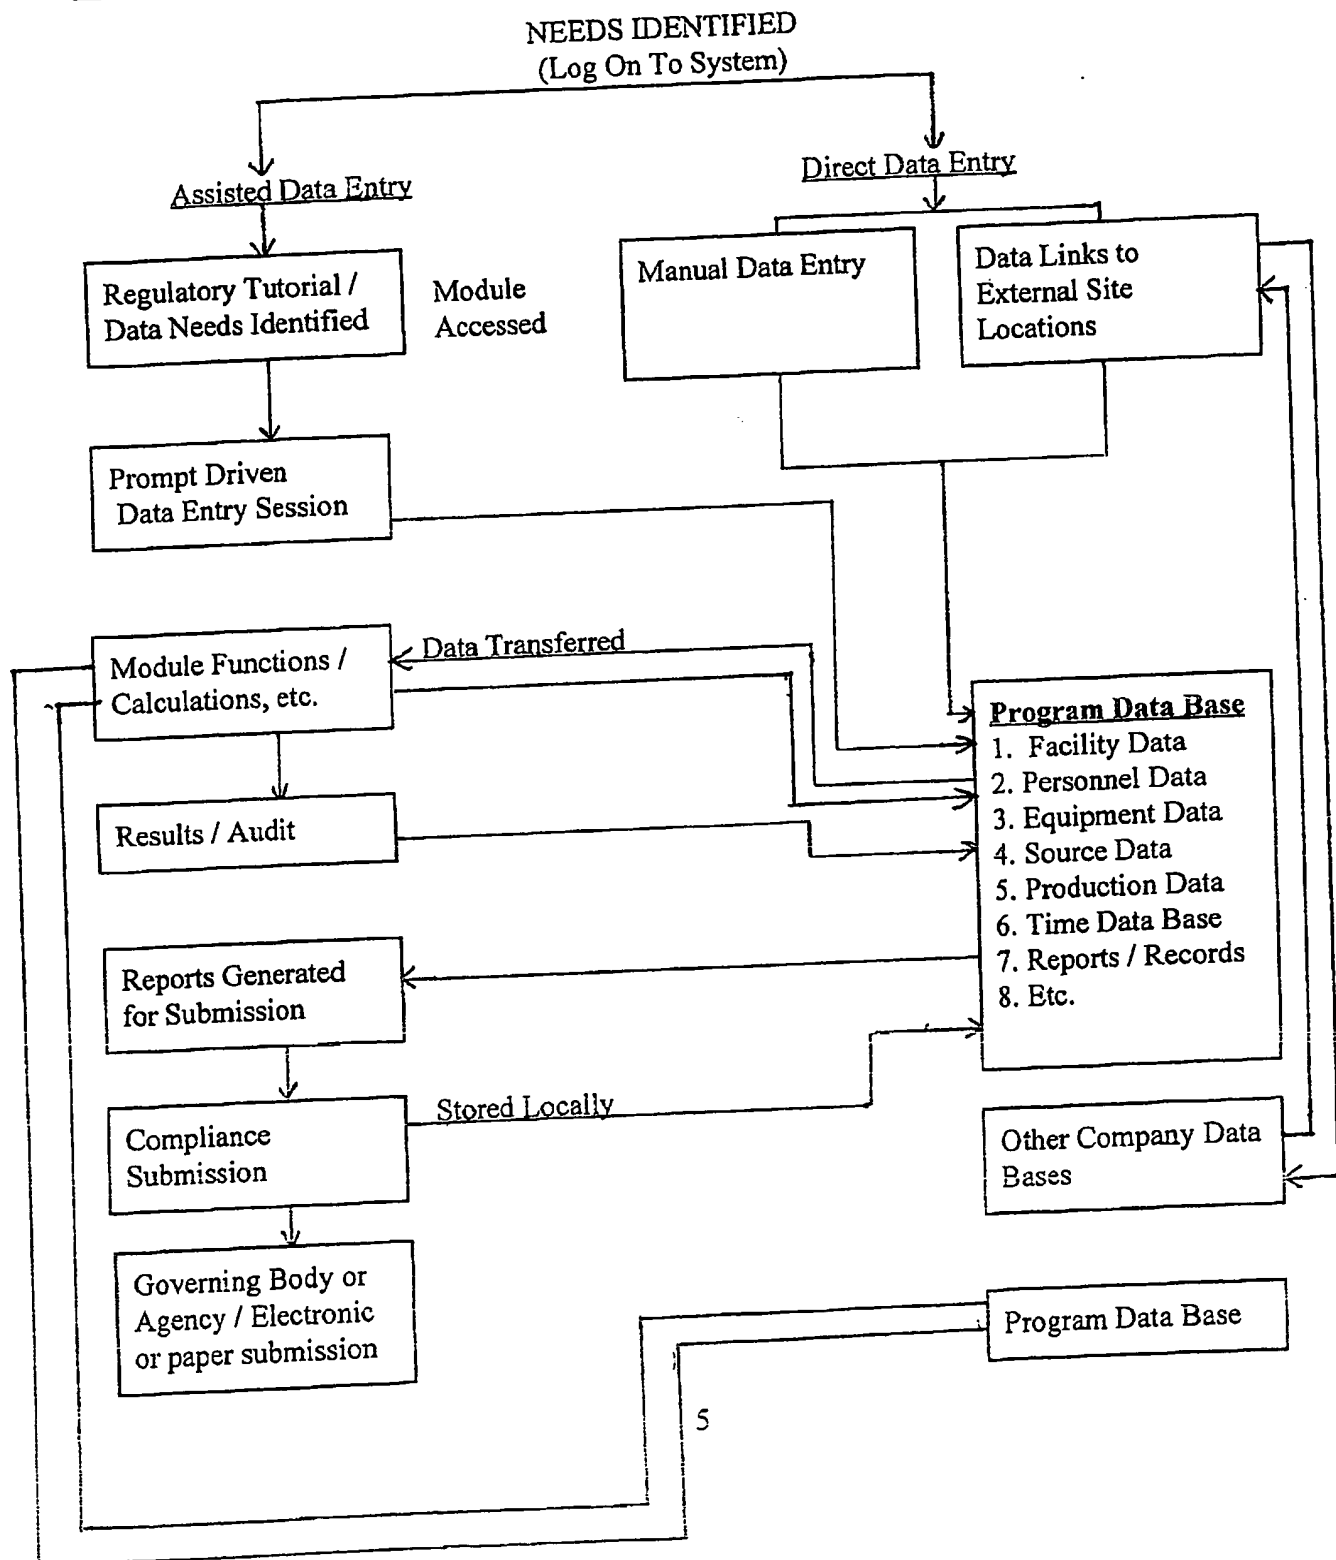 NEEDS IDENTIFIED
(Log On To System)
Assisted Data Entry
Direct Data Entry
Regulatory Tutorial /
Data Needs Identified
Module
Accessed
Manual Data Entry
Data Links to
External Site
Locations
Prompt Driven
Data Entry Session
Module Functions /
Calculations, etc.
Data Transferred
Program Data Base
1. Facility Data
2. Personnel Data
3. Equipment Data
4. Source Data
5. Production Data
6. Time Data Base
7. Reports / Records
8. Etc.
Results / Audit
Reports Generated
for Submission
Compliance
Submission
Stored Locally
Other Company Data
Bases
Governing Body or
Agency / Electronic
or paper submission
Program Data Base
5